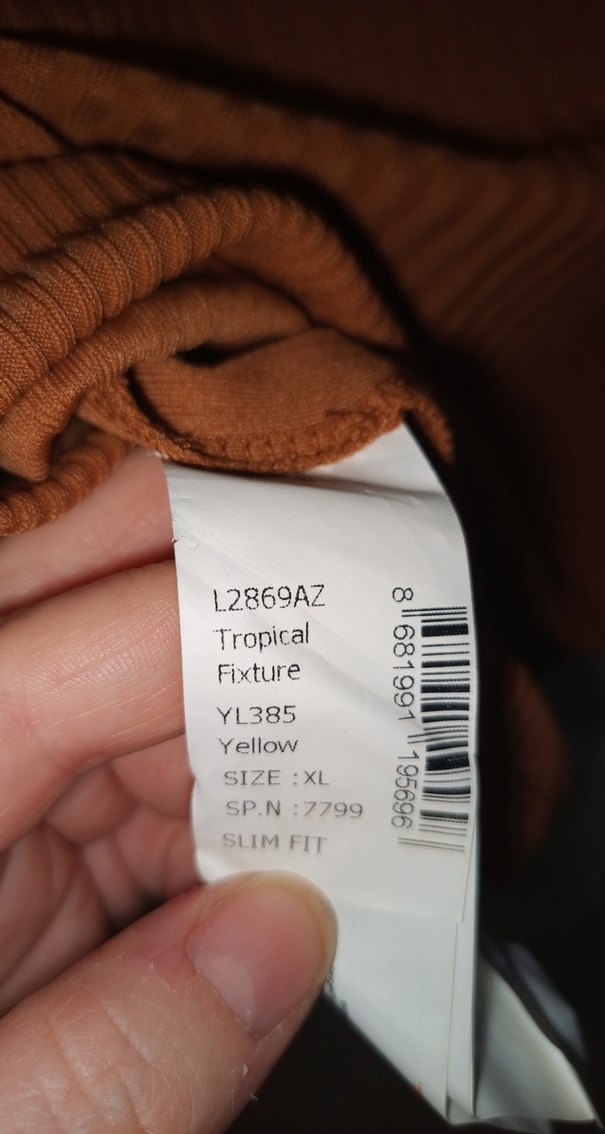 L2869AZ
Tropical
Fixture
YL385
Yellow
SIZE :XL
SP.N :7799
SLIM FIT
8 681991 195696